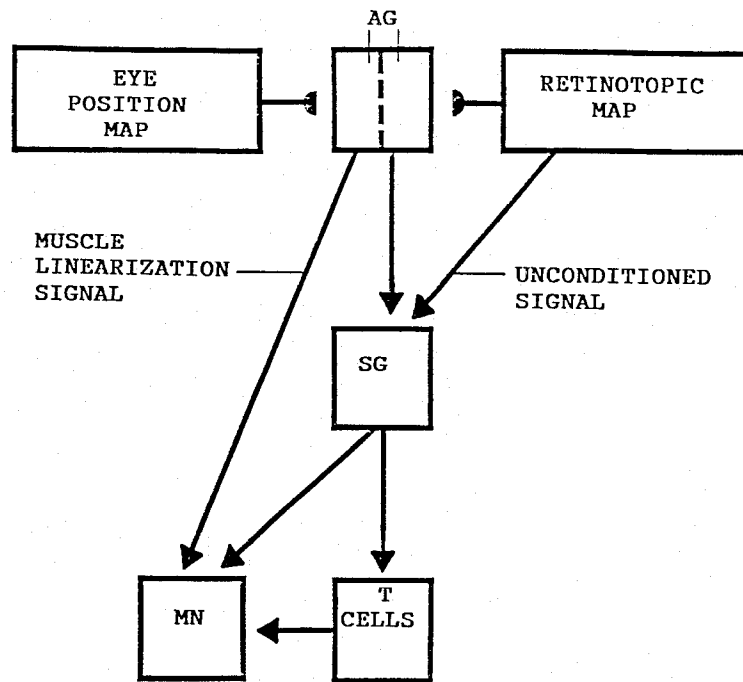 AG
EYE
POSITION
MAP
RETINOTOPIC
MAP
MUSCLE
LINEARIZATION
SIGNAL
UNCONDITIONED
SIGNAL
SG
MN
T
CELLS